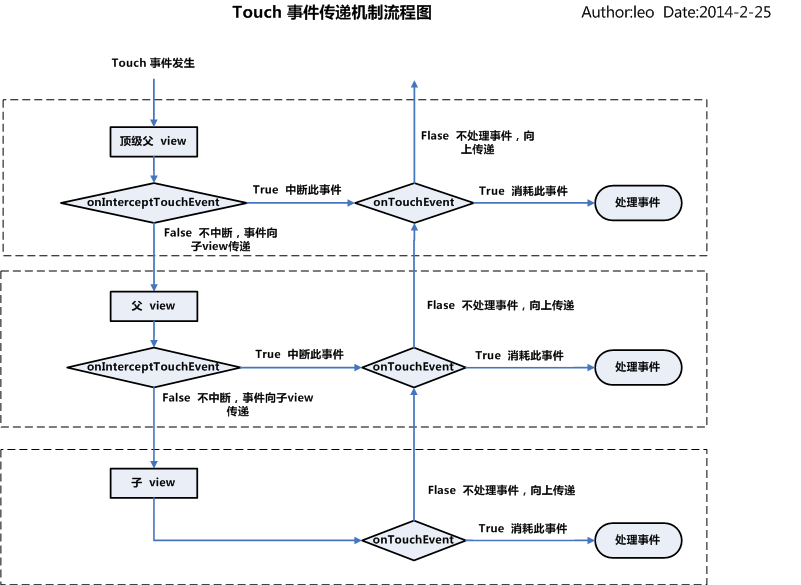 Touch 事件传递机制流程图
Author:leo Date:2014-2-25
Touch 事件发生
顶级父 view
Flase 不处理事件，向
上传递
onInterceptTouchEvent
True 中断此事件
onTouchEvent
True 消耗此事件
处理事件
False 不中断，事件向
子view传递
父 view
Flase 不处理事件，向上传递
onInterceptTouchEvent
True 中断此事件
onTouchEvent
True 消耗此事件
处理事件
False 不中断，事件向子view
传递
子 view
Flase 不处理事件，向上传递
onTouchEvent
True 消耗此事件
处理事件